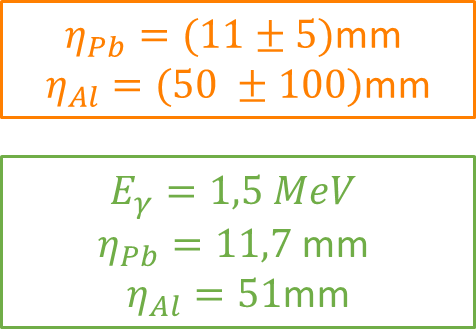 η_Pb = (11 ± 5)mm
η_Al = (50 ± 100)mm
E_γ = 1,5 MeV
η_Pb = 11,7 mm
η_Al = 51mm